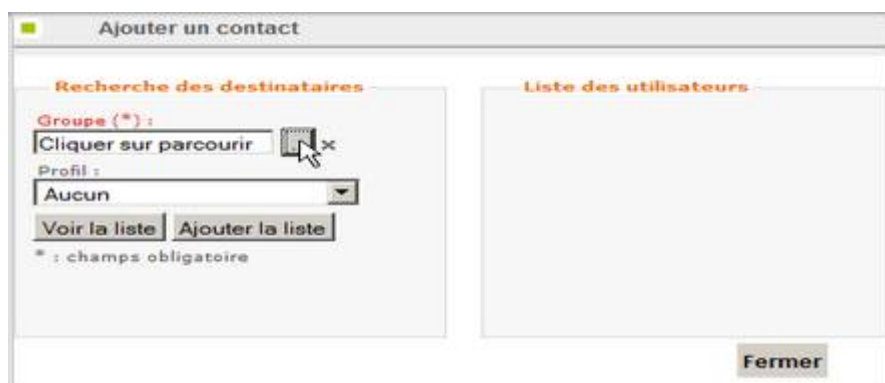 Ajouter un contact
Recherche des destinataires
Groupe (*) :
Cliquer sur parcourir
Profil :
Aucun
Voir la liste Ajouter la liste
* : champs obligatoire
Liste des utilisateurs
Fermer